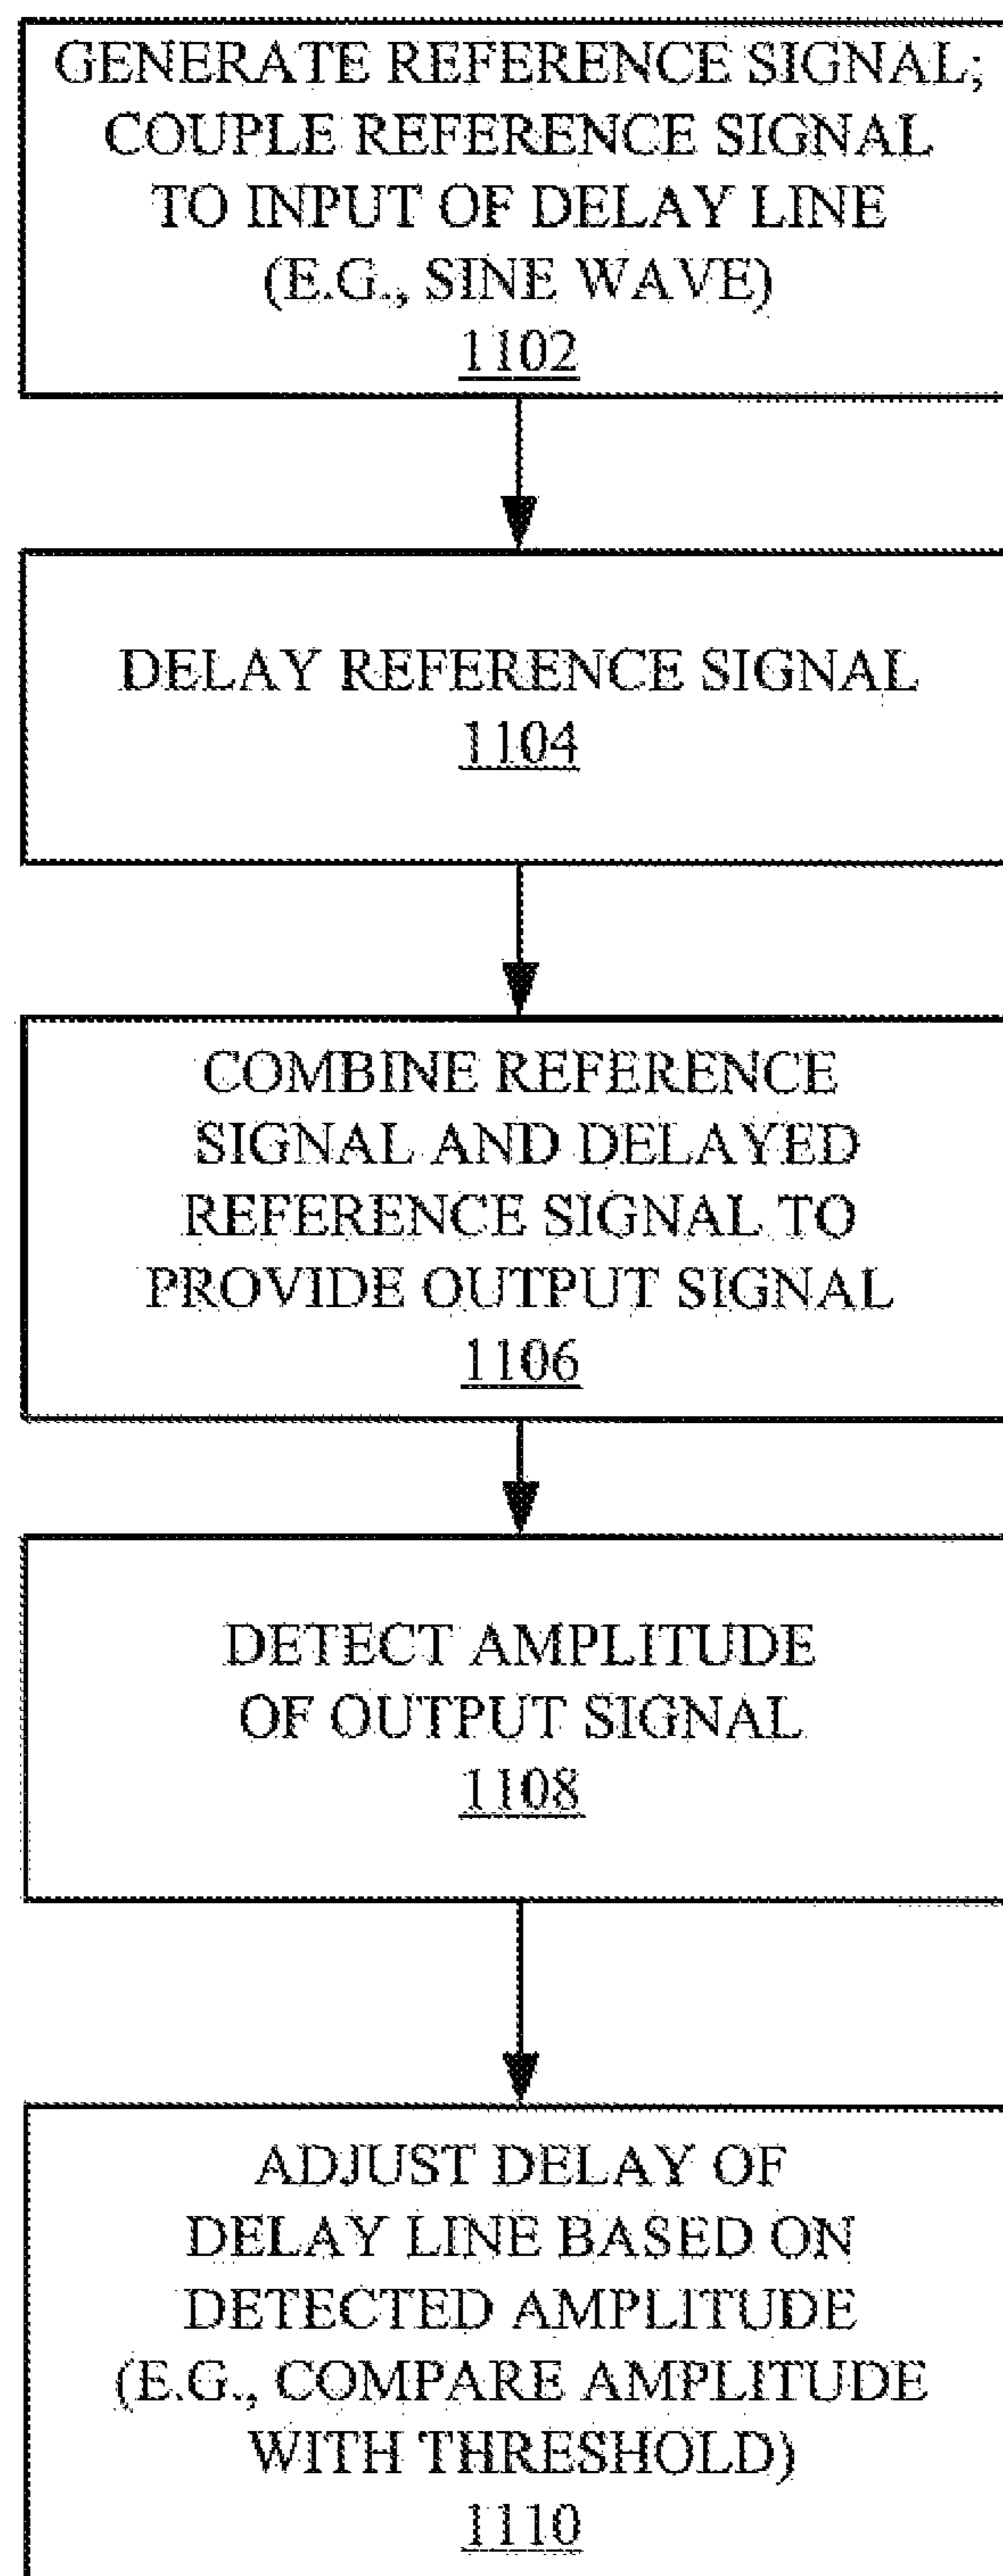 GENERATE REFERENCE SIGNAL;
COUPLE REFERENCE SIGNAL
TO INPUT OF DELAY LINE
(E.G., SINE WAVE)
1102
DELAY REFERENCE SIGNAL
1104
COMBINE REFERENCE
SIGNAL AND DELAYED
REFERENCE SIGNAL TO
PROVIDE OUTPUT SIGNAL
1106
DETECT AMPLITUDE
OF OUTPUT SIGNAL
1108
ADJUST DELAY OF
DELAY LINE BASED ON
DETECTED AMPLITUDE
(E.G., COMPARE AMPLITUDE
WITH THRESHOLD)
1110